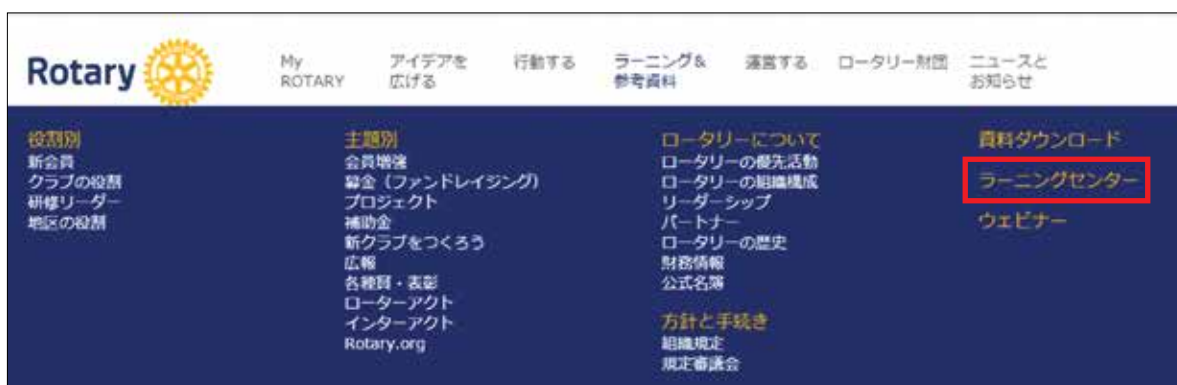 Rotary
My
ROTARY
アイデアを
広げる
行動する
ラーニング&
参考資料
運営する
ロータリー財団
ニュースと
お知らせ
役割別
新会員
クラブの役割
研修リーダー
地区の役割
主題別
会員増強
募金（ファンドレイジング）
プロジェクト
補助金
新クラブをつくろう
広報
各種賞・表彰
ローターアクト
インターアクト
Rotary.org
ロータリーについて
ロータリーの優先活動
ロータリーの組織構成
リーダーシップ
パートナー
ロータリーの歴史
財務情報
公式名簿
方針と手続き
組織規定
規定審議会
資料ダウンロード
ラーニングセンター
ウェビナー